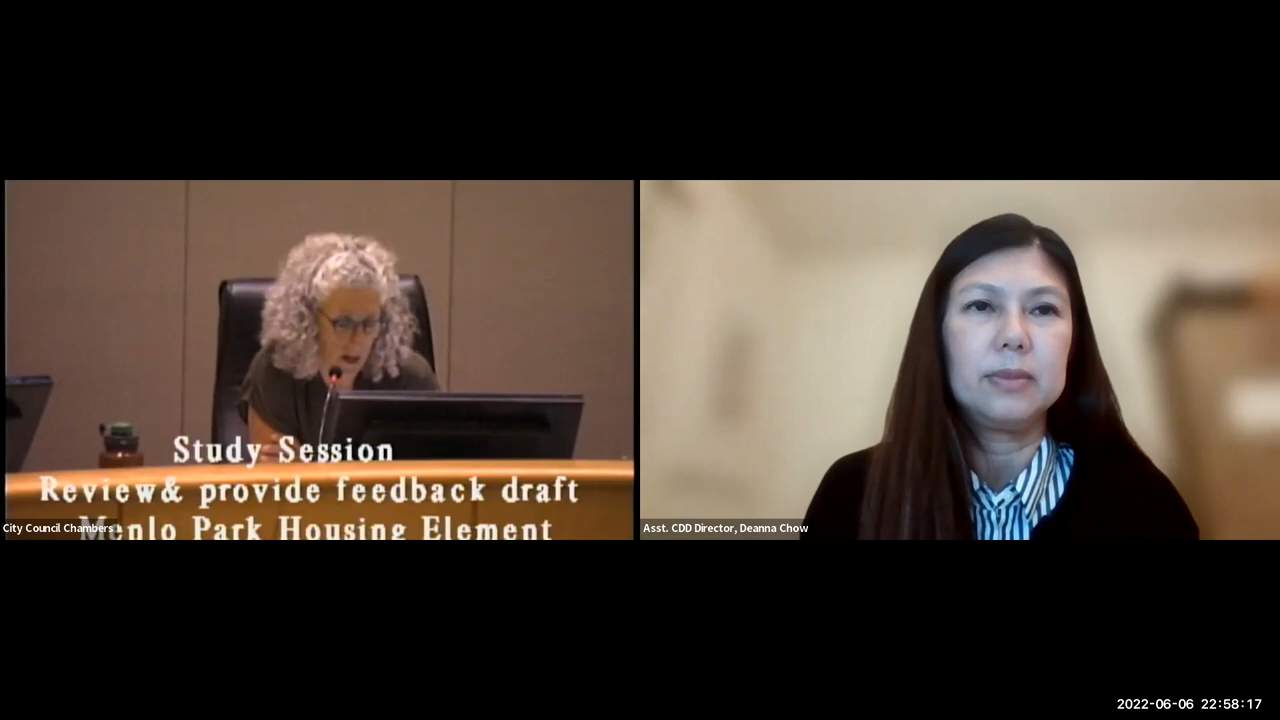 Study Session
Review& provide feedback draft
Menlo Park Housing Element
City Council Chambers
Asst. CDD Director, Deanna Chow
2022-06-06 22:58:17